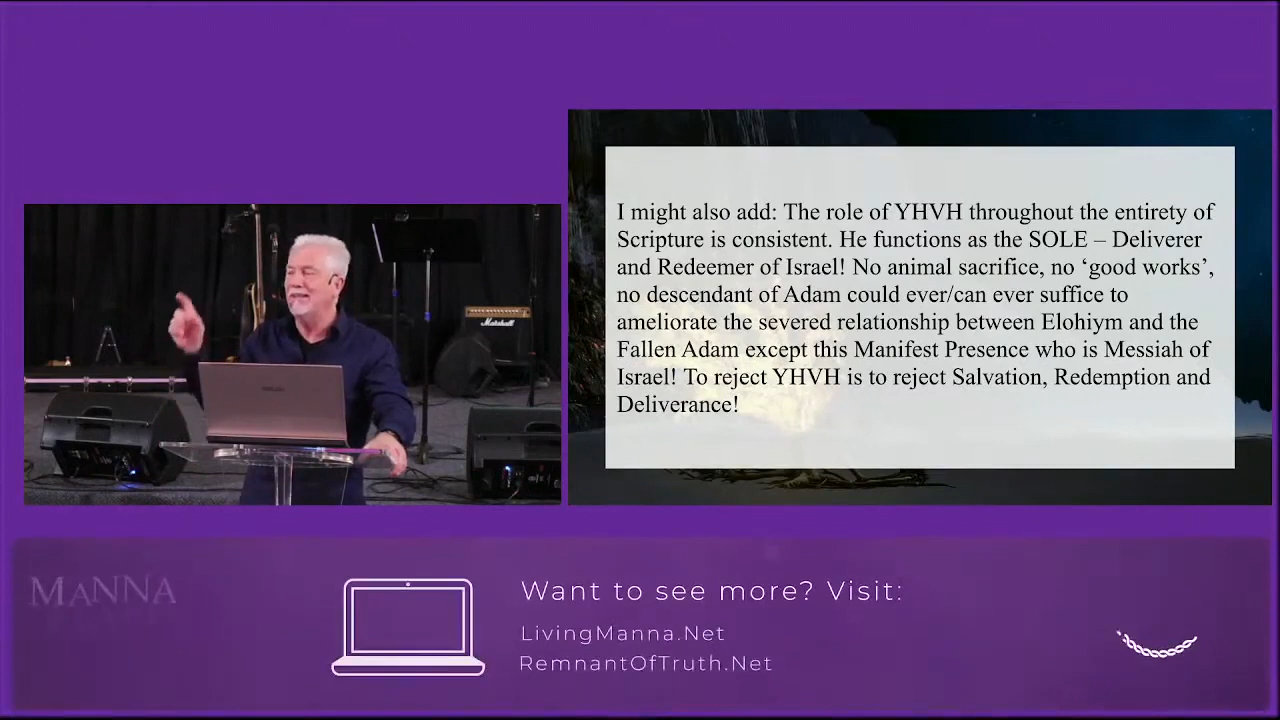 I might also add: The role of YHVH throughout the entirety of
Scripture is consistent. He functions as the SOLE – Deliverer
and Redeemer of Israel! No animal sacrifice, no ‘good works’,
no descendant of Adam could ever/can ever suffice to
ameliorate the severed relationship between Elohiym and the
Fallen Adam except this Manifest Presence who is Messiah of
Israel! To reject YHVH is to reject Salvation, Redemption and
Deliverance!
Marshall
ASUS
MANNA
Want to see more? Visit:
LivingManna.Net
RemnantOfTruth.Net